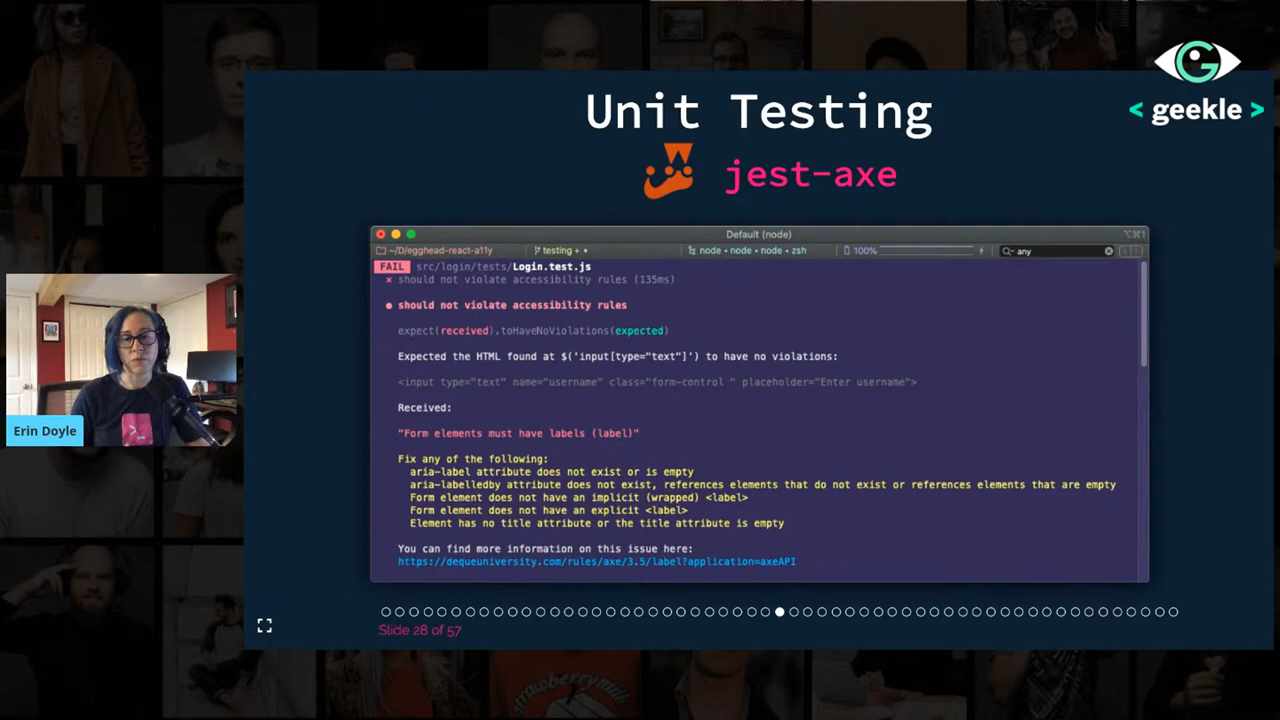 Unit Testing
jest-axe
< geekle >
Default (node)
⌥⌘1
~/D/egghead-react-a11y
testing + •
node • node • node • zsh
100%
any
FAIL src/login/tests/Login.test.js
× should not violate accessibility rules (135ms)
● should not violate accessibility rules
expect(received).toHaveNoViolations(expected)
Expected the HTML found at $('input[type="text"]') to have no violations:
<input type="text" name="username" class="form-control " placeholder="Enter username">
Received:
"Form elements must have labels (label)"
Fix any of the following:
aria-label attribute does not exist or is empty
aria-labelledby attribute does not exist, references elements that do not exist or references elements that are empty
Form element does not have an implicit (wrapped) <label>
Form element does not have an explicit <label>
Element has no title attribute or the title attribute is empty
You can find more information on this issue here:
https://dequeuniversity.com/rules/axe/3.5/label?application=axeAPI
Erin Doyle
Slide 28 of 57